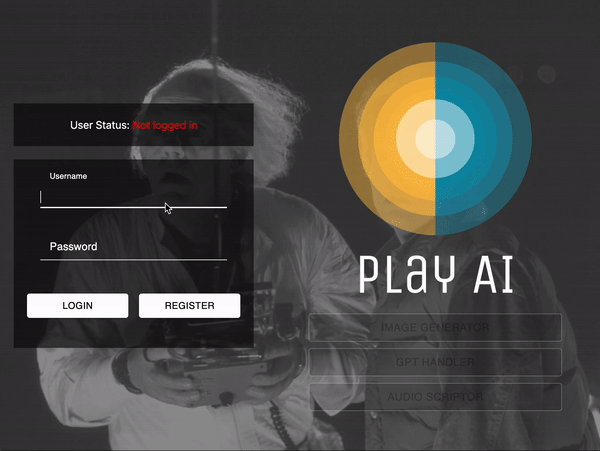 User Status: Not logged in
Username
Password
LOGIN
REGISTER
PLAY AI
IMAGE GENERATOR
GPT HANDLER
AUDIO SCRIPTOR